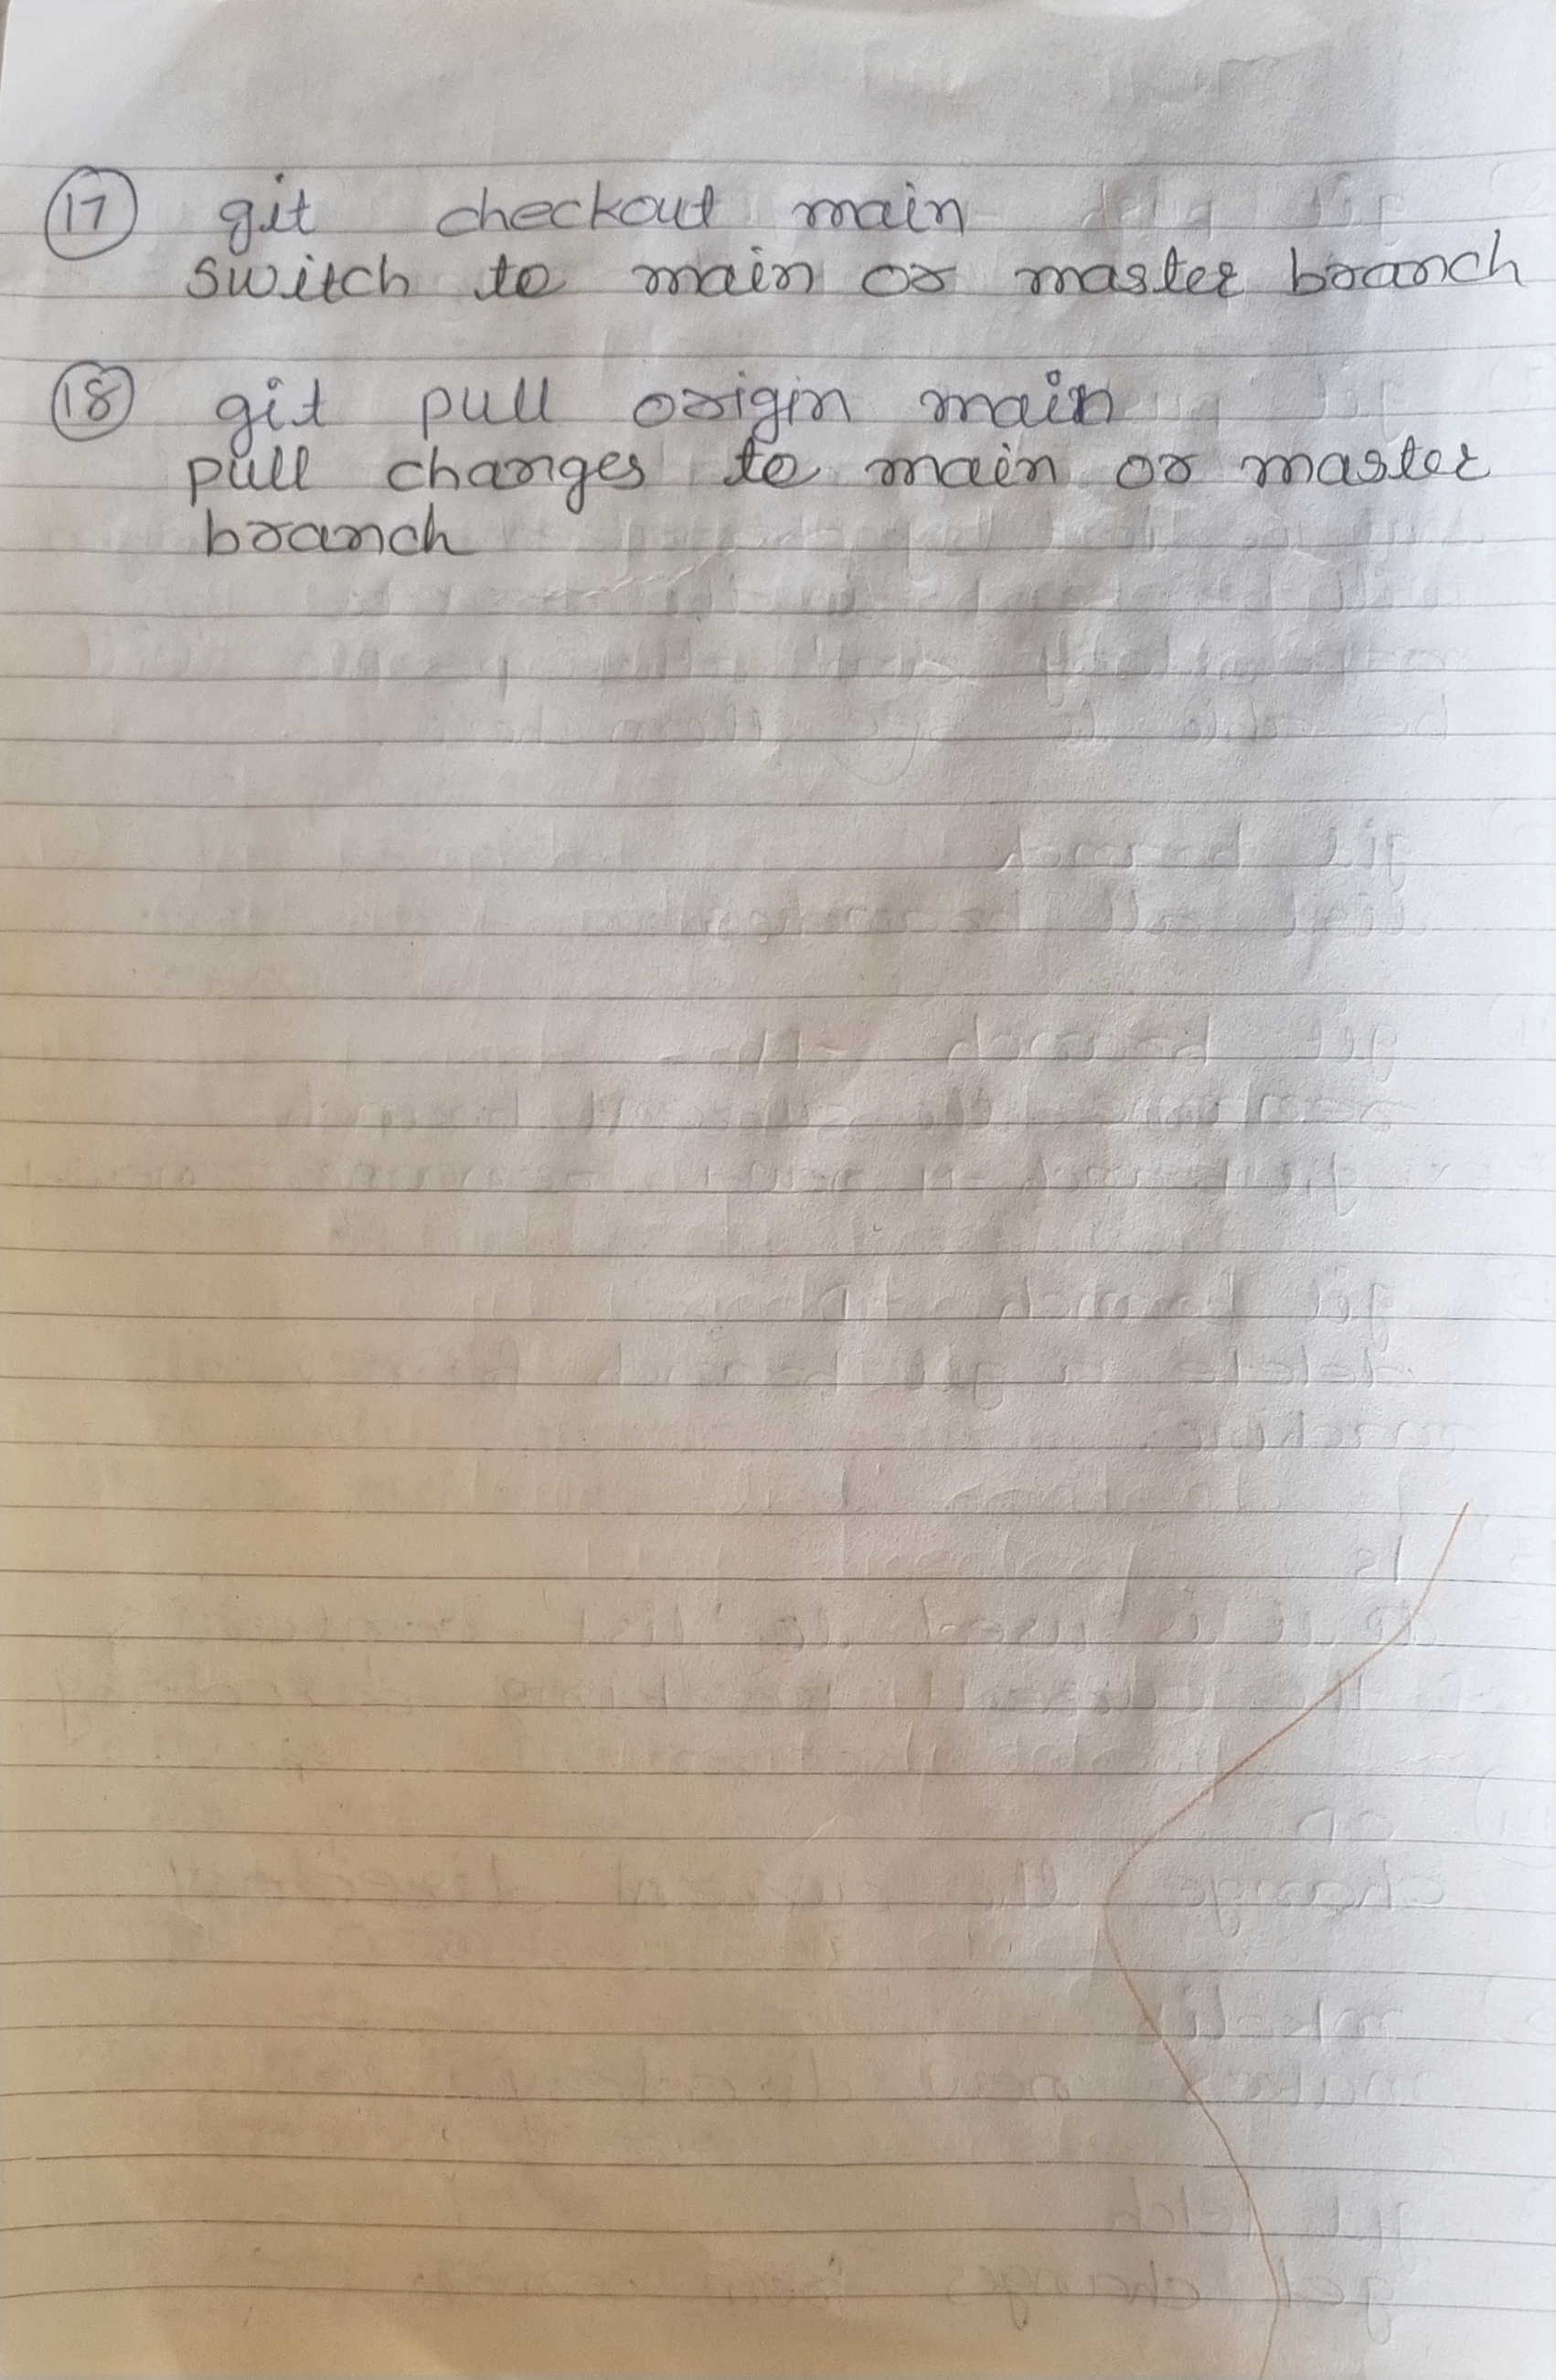 17 git checkout main
switch to main or master branch
18 git pull origin main
pull changes to main or master
branch